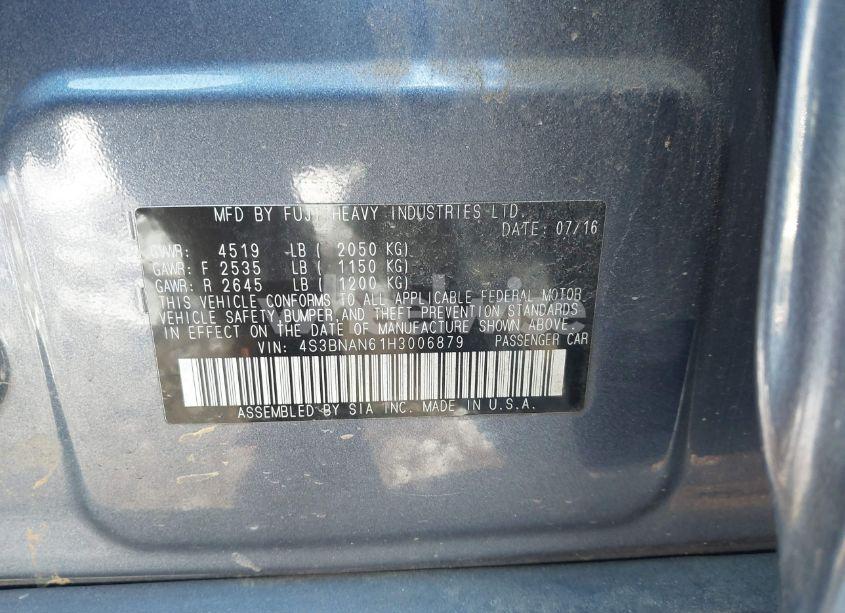 MFD BY FUJI HEAVY INDUSTRIES LTD.
DATE: 07/16
GVWR: 4519 LB ( 2050 KG)
GAWR: F 2535 LB ( 1150 KG)
GAWR: R 2645 LB ( 1200 KG)
THIS VEHICLE CONFORMS TO ALL APPLICABLE FEDERAL MOTOR
VEHICLE SAFETY,BUMPER,AND THEFT PREVENTION STANDARDS
IN EFFECT ON THE DATE OF MANUFACTURE SHOWN ABOVE.
VIN: 4S3BNAN61H3006879 PASSENGER CAR
ASSEMBLED BY SIA INC. MADE IN U.S.A.